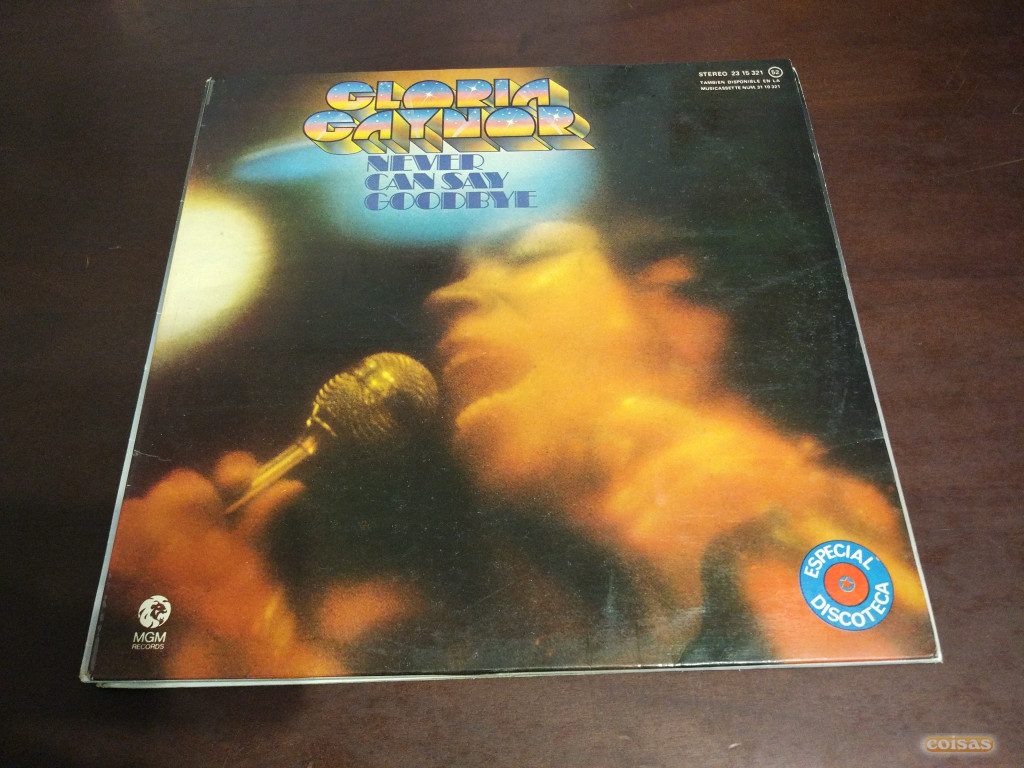 STEREO 23 15 321 52
TAMBIEN DISPONIBLE EN LA
MUSICASSETTE NUM. 31 10 321
GLORIA
GAYNOR
NEVER
CAN SAY
GOODBYE
ESPECIAL
DISCOTECA
MGM
RECORDS
coisas